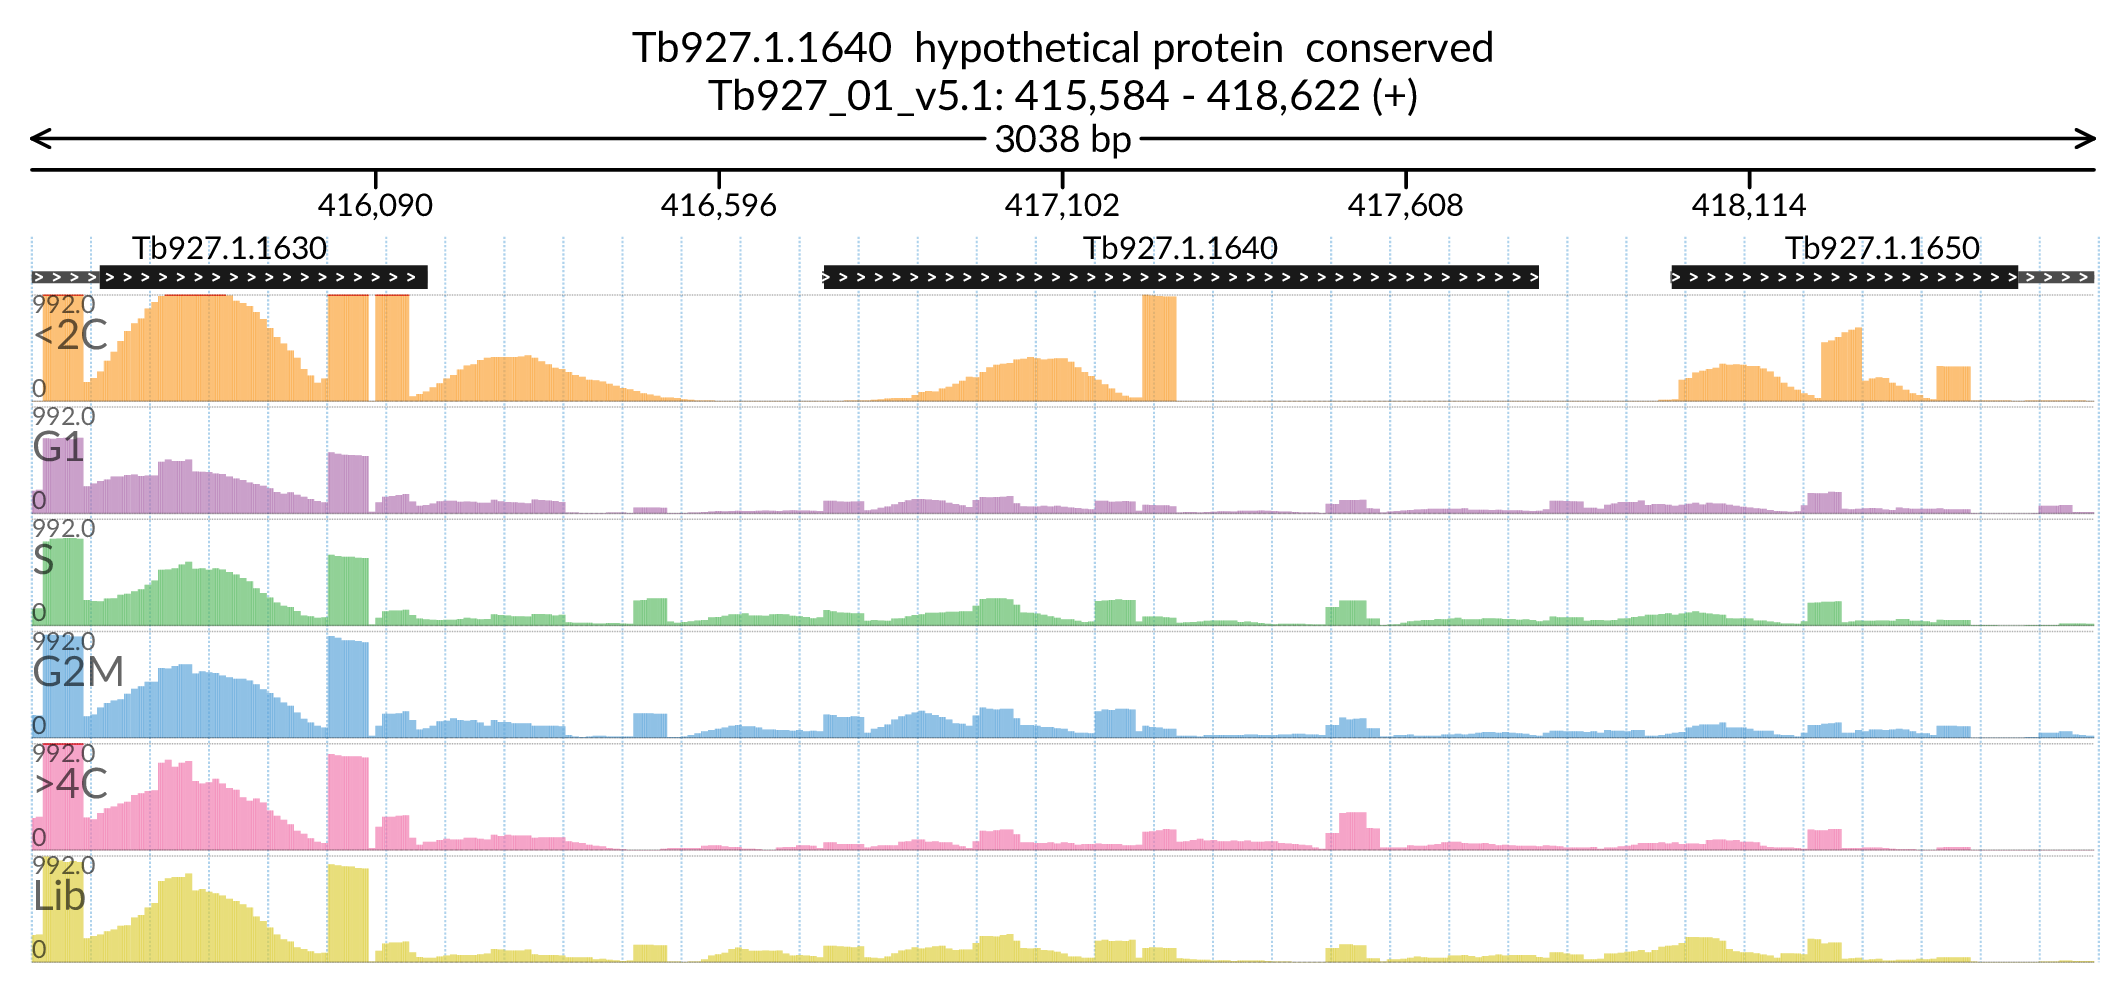 Tb927.1.1640  hypothetical protein  conserved
Tb927_01_v5.1: 415,584 - 418,622 (+)
3038 bp
416,090 416,596 417,102 417,608 418,114
Tb927.1.1630 Tb927.1.1640 Tb927.1.1650
992.0
<2C
0
992.0
G1
0
992.0
S
0
992.0
G2M
0
992.0
>4C
0
992.0
Lib
0